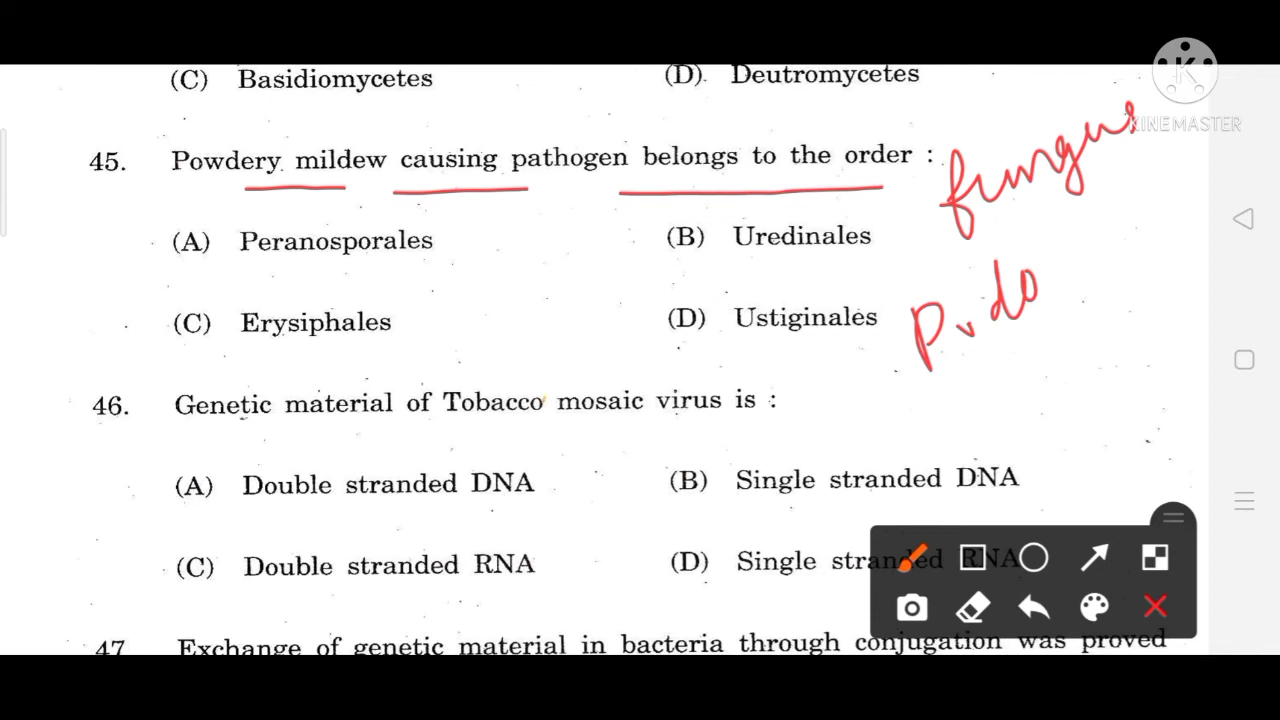 (C) Basidiomycetes (D). Deutromycetes
KINEMASTER
45. Powdery mildew causing pathogen belongs to the order :
fungus
(A) Peranosporales (B) Uredinales
(C) Erysiphales (D) Ustiginales
P. do
46. Genetic material of Tobacco mosaic virus is :
(A) Double stranded DNA (B) Single stranded DNA
(C) Double stranded RNA (D) Single stranded RNA
47 Exchange of genetic material in bacteria through conjugation was proved